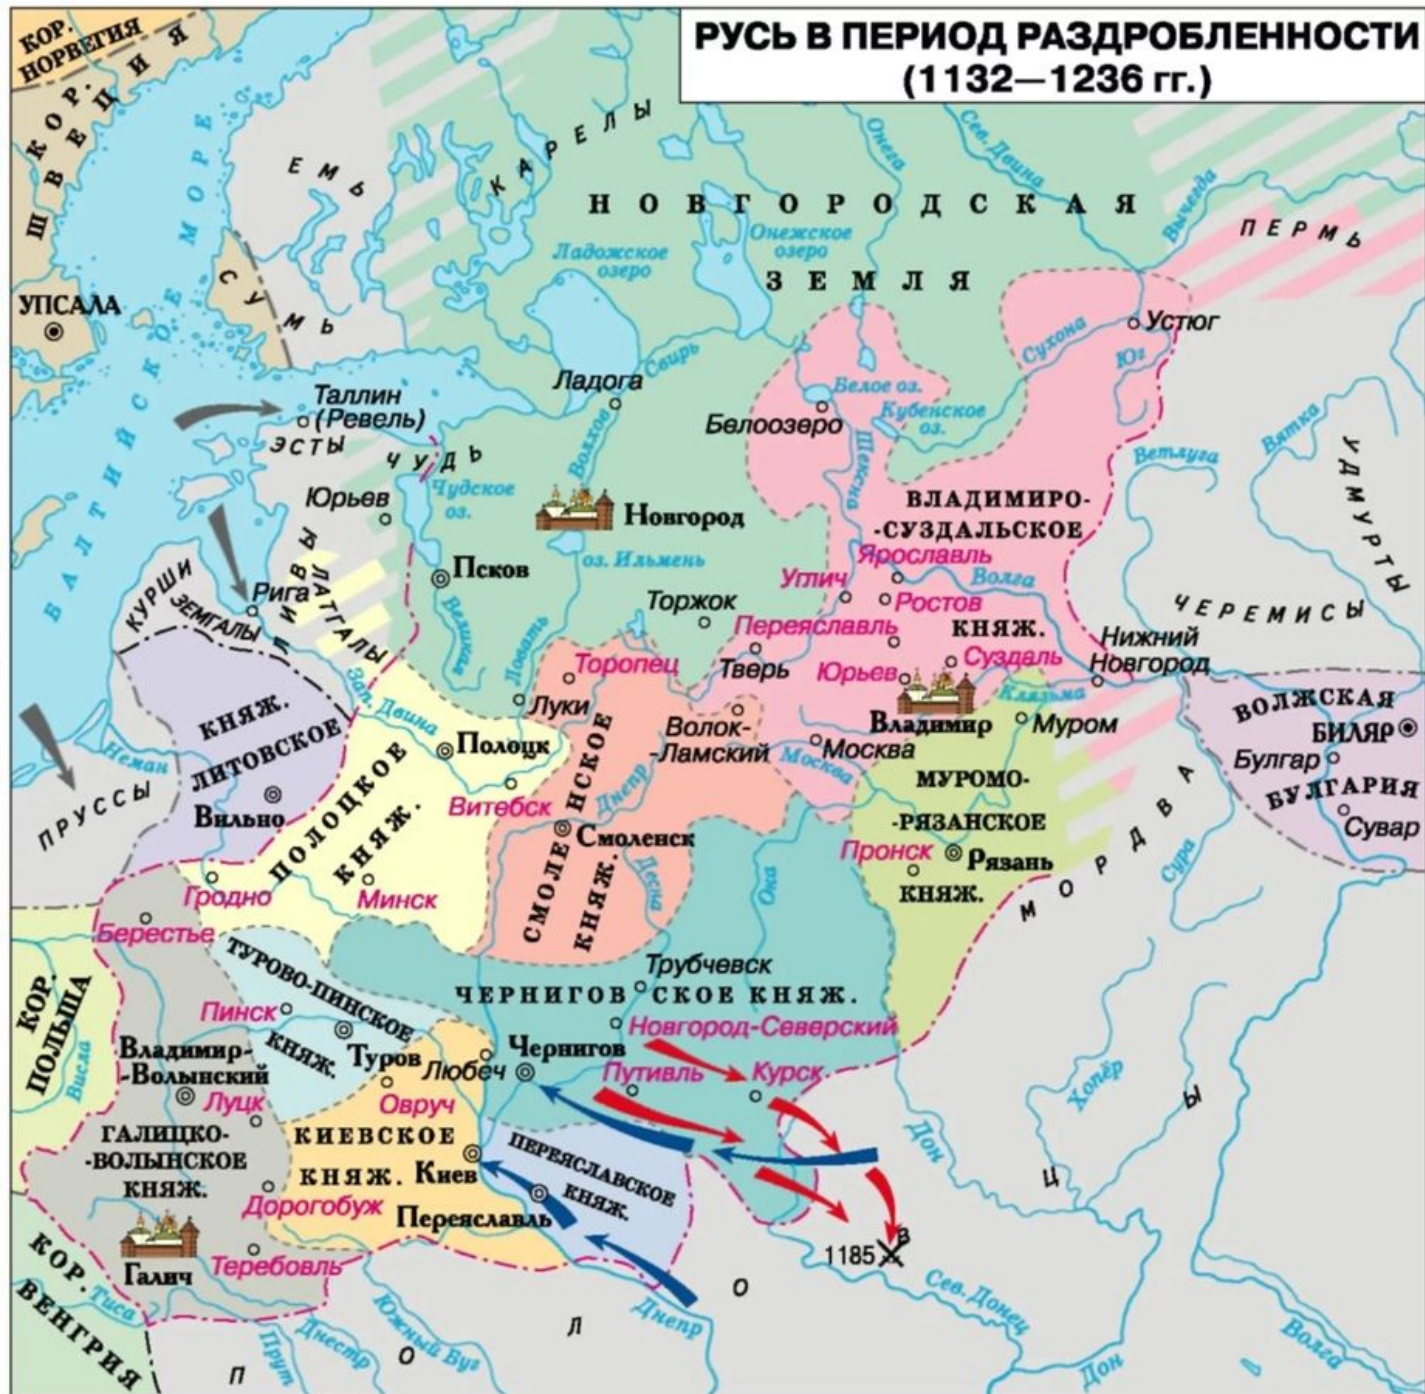 РУСЬ В ПЕРИОД РАЗДРОБЛЕННОСТИ
(1132—1236 гг.)
КОР.
НОРВЕГИЯ
КОР.
ШВЕЦИЯ
УПСАЛА
БАЛТИЙСКОЕ МОРЕ
ЕМЬ
СУМЬ
КАРЕЛЫ
Онега
Сев. Двина
Вычегда
ПЕРМЬ
НОВГОРОДСКАЯ
ЗЕМЛЯ
Ладожское
озеро
Онежское
озеро
Свирь
Сухона
Юг
Устюг
Таллин
(Ревель)
ЭСТЫ
ЧУДЬ
Чудское
оз.
Юрьев
Ладога
Волхов
Новгород
оз. Ильмень
Псков
Великая
Ловать
Белоозеро
Белое оз.
Кубенское
оз.
Шексна
Ветлуга
Вятка
УДМУРТЫ
ЧЕРЕМИСЫ
ВЛАДИМИРО-
-СУЗДАЛЬСКОЕ
КНЯЖ.
Ярославль
Волга
Углич
Ростов
Переяславль
Торжок
Тверь
Юрьев
Суздаль
Нижний
Новгород
Клязьма
Владимир
Муром
Волок-
-Ламский
Москва
Москва
КУРШИ
ЗЕМГАЛЫ
Рига
ЛИВЫ
ЛАТГАЛЫ
Зап. Двина
КНЯЖ.
ЛИТОВСКОЕ
Вильно
Неман
ПРУССЫ
Торопец
Луки
Полоцк
Витебск
ПОЛОЦКОЕ
КНЯЖ.
Гродно
Минск
СМОЛЕНСКОЕ
КНЯЖ.
Днепр
Смоленск
Десна
Ока
МУРОМО-
-РЯЗАНСКОЕ
КНЯЖ.
Пронск
Рязань
МОРДВА
Сура
ВОЛЖСКАЯ
БУЛГАРИЯ
БИЛЯР
Булгар
Сувар
Берестье
КОР.
ПОЛЬША
Висла
ТУРОВО-ПИНСКОЕ
КНЯЖ.
Пинск
Туров
Владимир-
-Волынский
Луцк
ГАЛИЦКО-
-ВОЛЫНСКОЕ
КНЯЖ.
Галич
Теребовль
Дорогобуж
Овруч
Любеч
КИЕВСКОЕ
КНЯЖ.
Киев
Переяславль
ПЕРЕЯСЛАВСКОЕ
КНЯЖ.
ЧЕРНИГОВСКОЕ КНЯЖ.
Трубчевск
Новгород-Северский
Чернигов
Путивль
Курск
1185
Хопёр
Дон
Сев. Донец
Дон
Волга
Днепр
Южный Буг
Днестр
Прут
Тиса
КОР.
ВЕНГРИЯ
ПОЛОВЦЫ